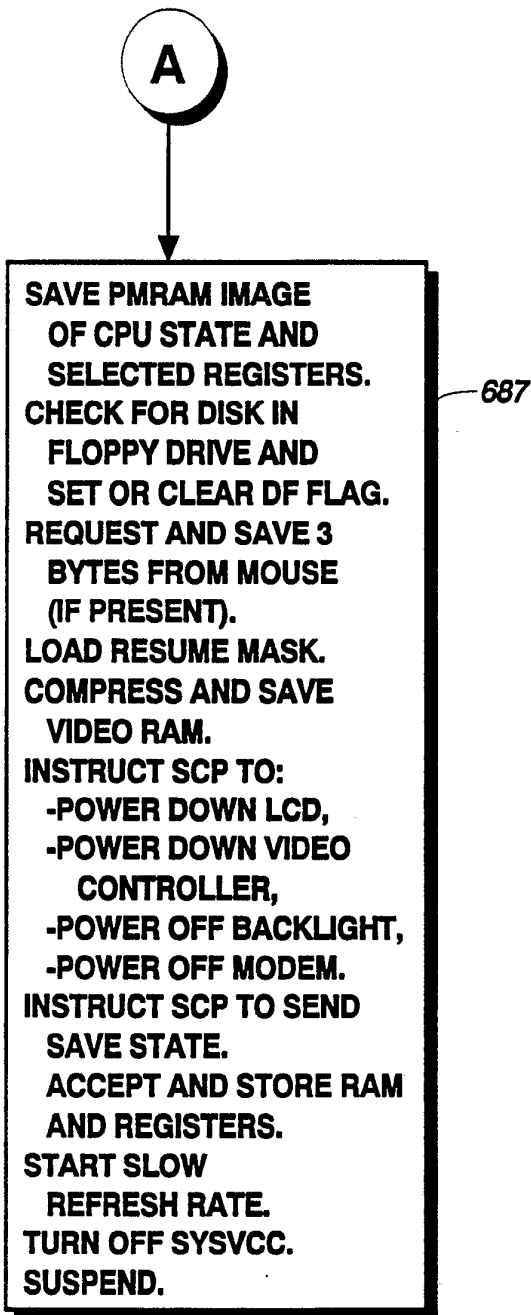 A
SAVE PMRAM IMAGE
OF CPU STATE AND
SELECTED REGISTERS.
687
CHECK FOR DISK IN
FLOPPY DRIVE AND
SET OR CLEAR DF FLAG.
REQUEST AND SAVE 3
BYTES FROM MOUSE
(IF PRESENT).
LOAD RESUME MASK.
COMPRESS AND SAVE
VIDEO RAM.
INSTRUCT SCP TO:
-POWER DOWN LCD,
-POWER DOWN VIDEO
CONTROLLER,
-POWER OFF BACKLIGHT,
-POWER OFF MODEM.
INSTRUCT SCP TO SEND
SAVE STATE.
ACCEPT AND STORE RAM
AND REGISTERS.
START SLOW
REFRESH RATE.
TURN OFF SYSVCC.
SUSPEND.